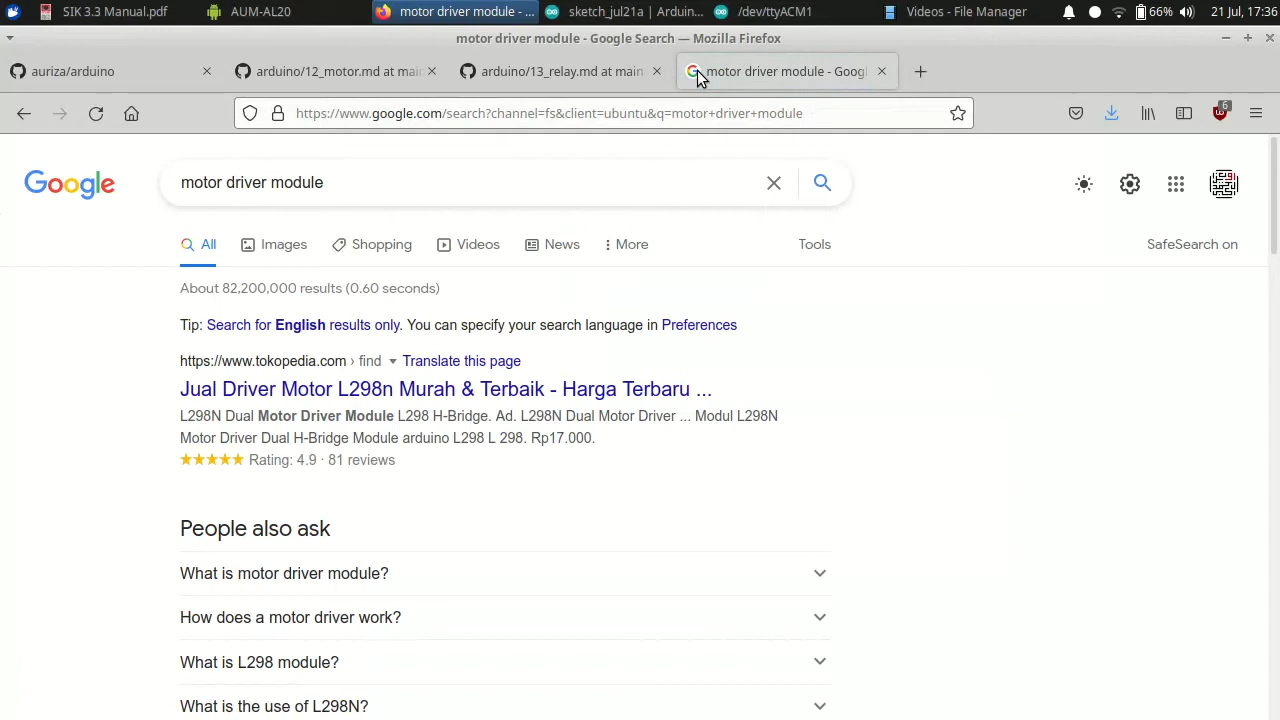 SIK 3.3 Manual.pdf
AUM-AL20
motor driver module - ...
sketch_jul21a | Arduin...
/dev/ttyACM1
Videos - File Manager
66%
21 Jul, 17:36
motor driver module - Google Search — Mozilla Firefox
auriza/arduino
arduino/12_motor.md at mai
arduino/13_relay.md at main
motor driver module - Googl
https://www.google.com/search?channel=fs&client=ubuntu&q=motor+driver+module
6
Google
motor driver module
All
Images
Shopping
Videos
News
More
Tools
SafeSearch on
About 82,200,000 results (0.60 seconds)
Tip: Search for English results only. You can specify your search language in Preferences
https://www.tokopedia.com › find Translate this page
Jual Driver Motor L298n Murah & Terbaik - Harga Terbaru ...
L298N Dual Motor Driver Module L298 H-Bridge. Ad. L298N Dual Motor Driver ... Modul L298N
Motor Driver Dual H-Bridge Module arduino L298 L 298. Rp17.000.
★★★★★ Rating: 4.9 · 81 reviews
People also ask
What is motor driver module?
How does a motor driver work?
What is L298 module?
What is the use of L298N?